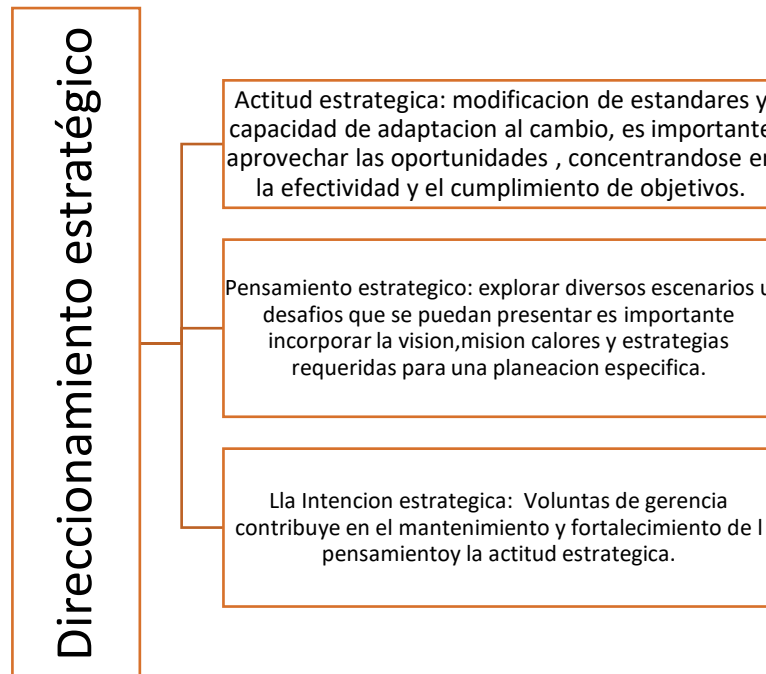 Direccionamiento estratégico
Actitud estrategica: modificacion de estandares y
capacidad de adaptacion al cambio, es importante
aprovechar las oportunidades , concentrandose en
la efectividad y el cumplimiento de objetivos.
Pensamiento estrategico: explorar diversos escenarios u
desafios que se puedan presentar es importante
incorporar la vision,mision calores y estrategias
requeridas para una planeacion especifica.
Lla Intencion estrategica: Voluntas de gerencia
contribuye en el mantenimiento y fortalecimiento de l
pensamientoy la actitud estrategica.